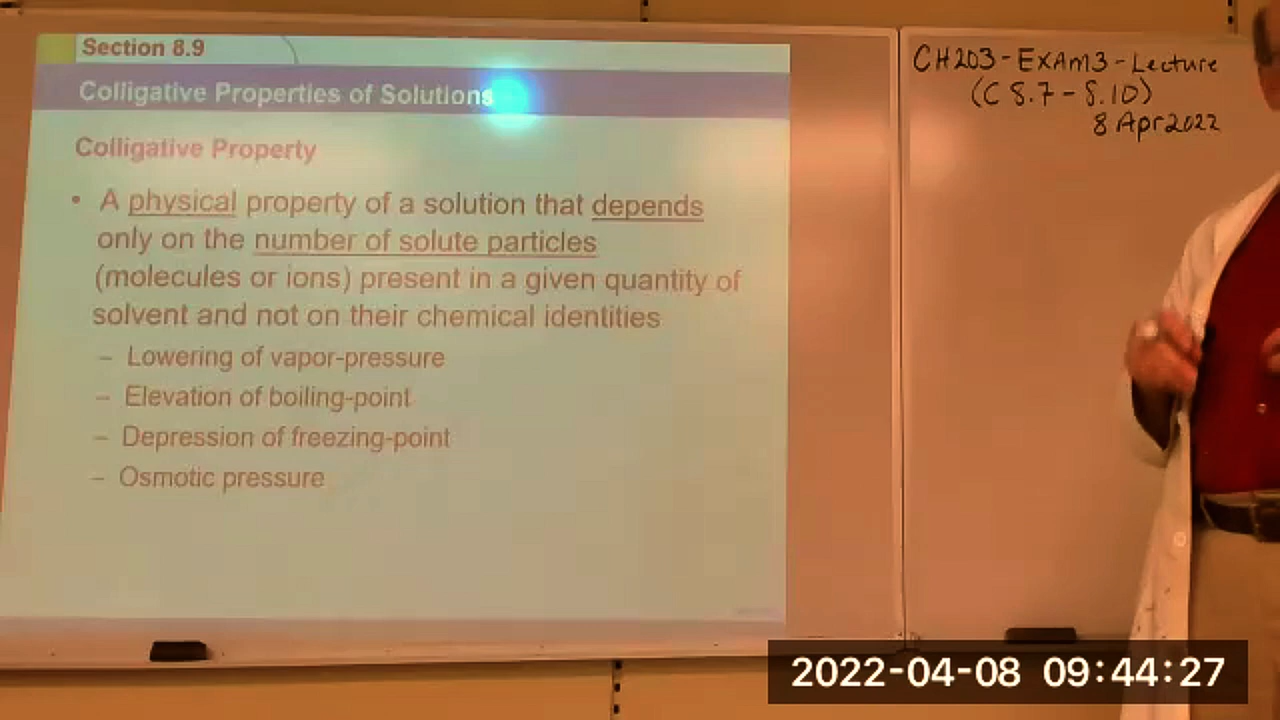 Section 8.9
Colligative Properties of Solutions
Colligative Property
• A physical property of a solution that depends
only on the number of solute particles
(molecules or ions) present in a given quantity of
solvent and not on their chemical identities
– Lowering of vapor-pressure
– Elevation of boiling-point
– Depression of freezing-point
– Osmotic pressure
CH203-EXAM3-Lecture
(C 8.7-8.10)
8 Apr 2022
2022-04-08 09:44:27